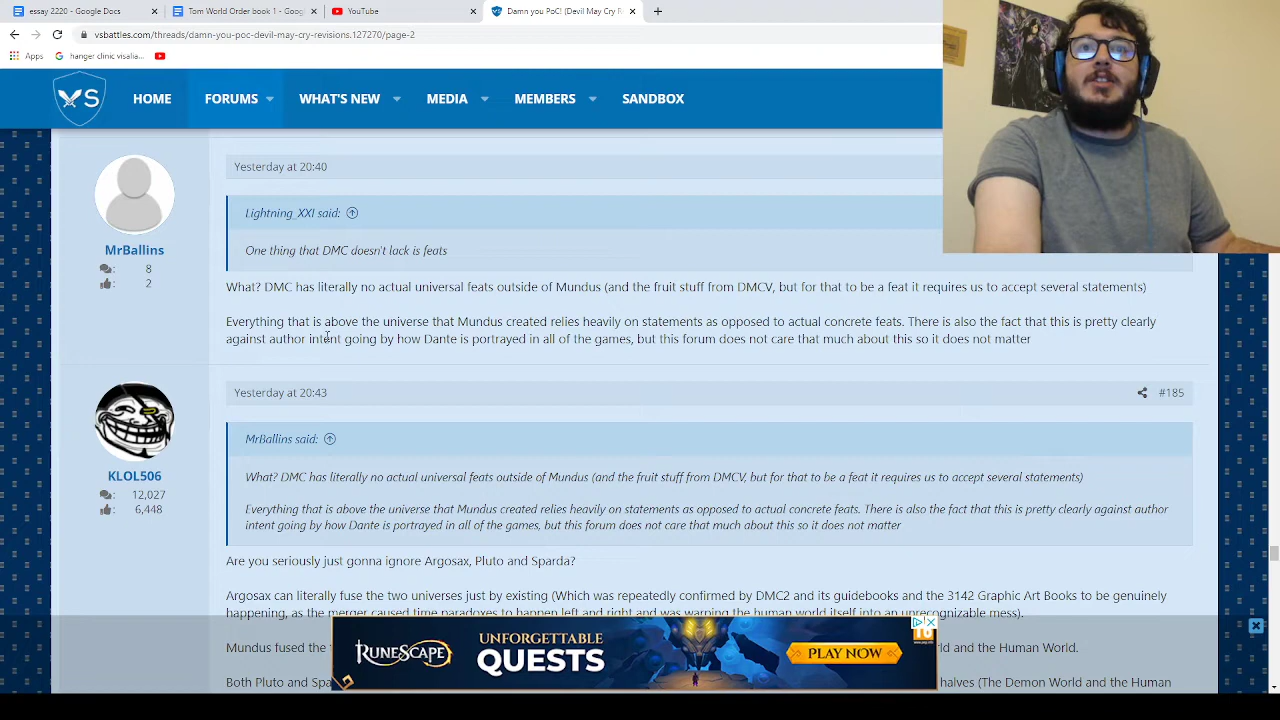 essay 2220 - Google Docs
Tom World Order book 1 - Goog
YouTube
Damn you PoC! (Devil May Cry R
vsbattles.com/threads/damn-you-poc-devil-may-cry-revisions.127270/page-2
Apps
hanger clinic visalia...
VS
HOME
FORUMS
WHAT'S NEW
MEDIA
MEMBERS
SANDBOX
Yesterday at 20:40
MrBallins
8
2
Lightning_XXI said:
One thing that DMC doesn't lack is feats
What? DMC has literally no actual universal feats outside of Mundus (and the fruit stuff from DMCV, but for that to be a feat it requires us to accept several statements)
Everything that is above the universe that Mundus created relies heavily on statements as opposed to actual concrete feats. There is also the fact that this is pretty clearly
against author intent going by how Dante is portrayed in all of the games, but this forum does not care that much about this so it does not matter
Yesterday at 20:43
#185
KLOL506
12,027
6,448
MrBallins said:
What? DMC has literally no actual universal feats outside of Mundus (and the fruit stuff from DMCV, but for that to be a feat it requires us to accept several statements)
Everything that is above the universe that Mundus created relies heavily on statements as opposed to actual concrete feats. There is also the fact that this is pretty clearly against author
intent going by how Dante is portrayed in all of the games, but this forum does not care that much about this so it does not matter
Are you seriously just gonna ignore Argosax, Pluto and Sparda?
Argosax can literally fuse the two universes just by existing (Which was repeatedly confirmed by DMC2 and its guidebooks and the 3142 Graphic Art Books to be genuinely
happening, as the merger caused time to happen left and right and was warping the human world itself into an unrecognizable mess).
Mundus used the
ld and the Human World.
Both Pluto and Spa
halves (The Demon World and the Human
RUNESCAPE
UNFORGETTABLE
QUESTS
PLAY NOW
16